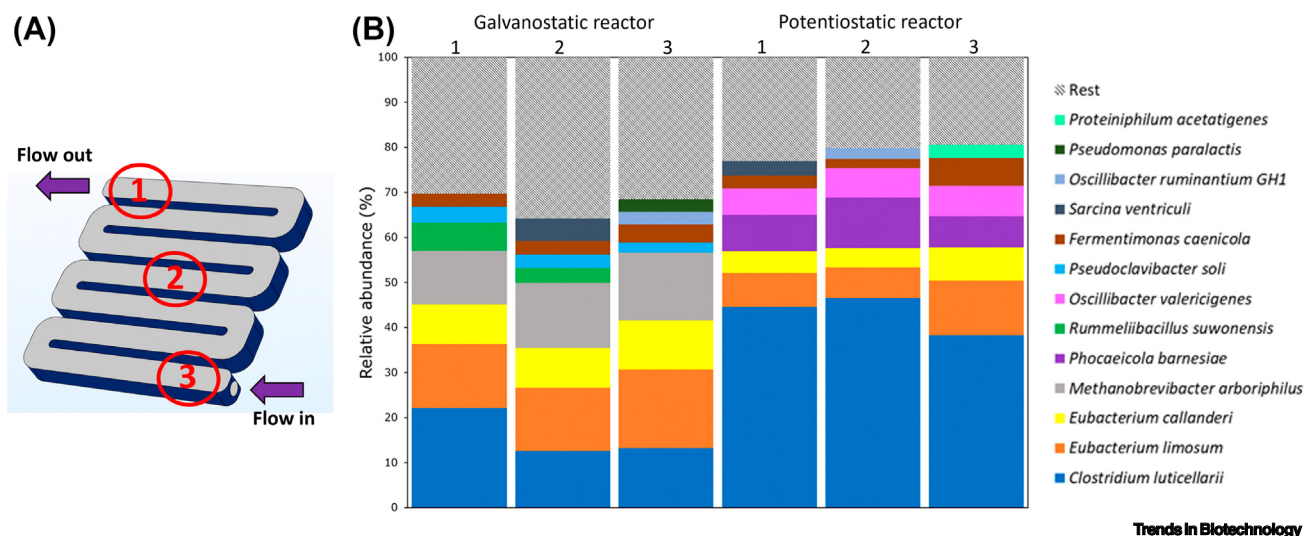 (A)
Flow out
1
2
3
Flow in
(B)
Galvanostatic reactor
Potentiostatic reactor
1 2 3 1 2 3
Relative abundance (%)
100
90
80
70
60
50
40
30
20
10
0
Rest
Proteiniphilum acetatigenes
Pseudomonas paralactis
Oscillibacter ruminantium GH1
Sarcina ventriculi
Fermentimonas caenicola
Pseudoclavibacter soli
Oscillibacter valericigenes
Rummeliibacillus suwonensis
Phocaeicola barnesiae
Methanobrevibacter arboriphilus
Eubacterium callanderi
Eubacterium limosum
Clostridium luticellarii
Trends in Biotechnology